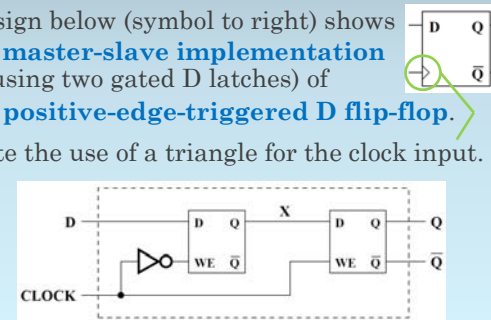 sign below (symbol to right) shows
master-slave implementation
using two gated D latches) of
positive-edge-triggered D flip-flop.
te the use of a triangle for the clock input.
D Q
Q̅
D D Q X D Q Q
WE Q̅ WE Q̅ Q̅
CLOCK